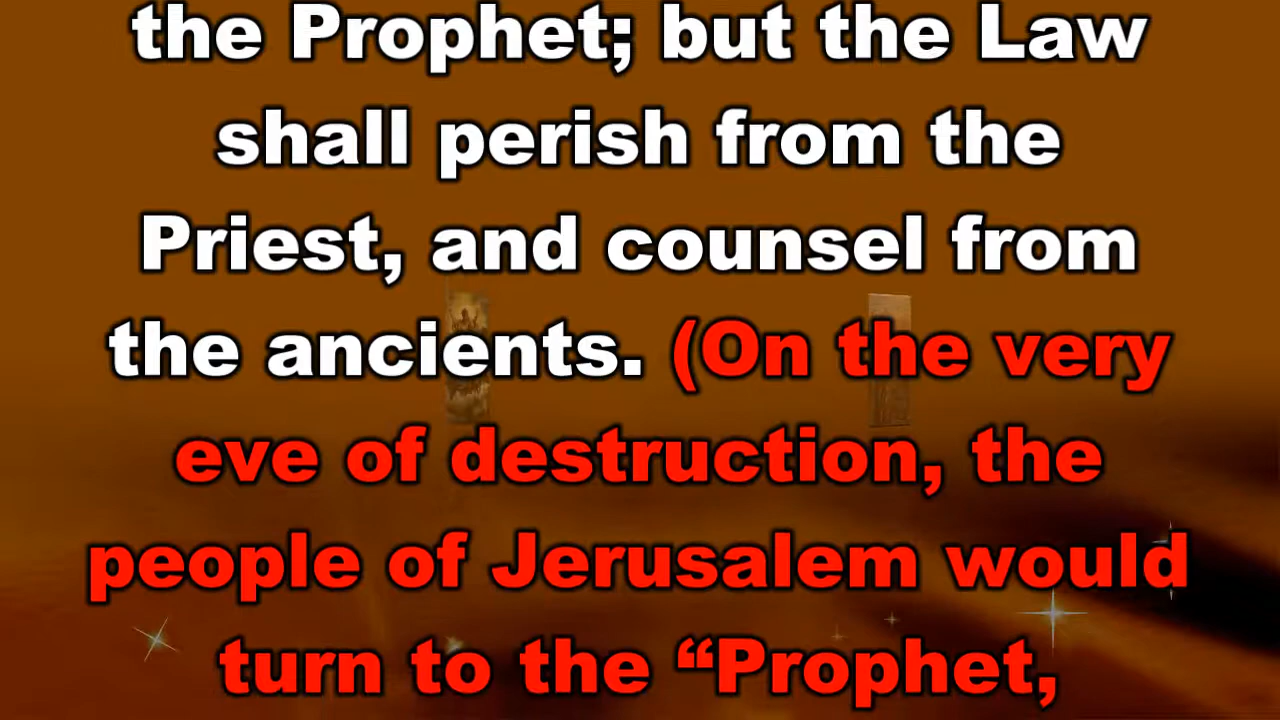 the Prophet; but the Law
shall perish from the
Priest, and counsel from
the ancients. (On the very
eve of destruction, the
people of Jerusalem would
turn to the “Prophet,